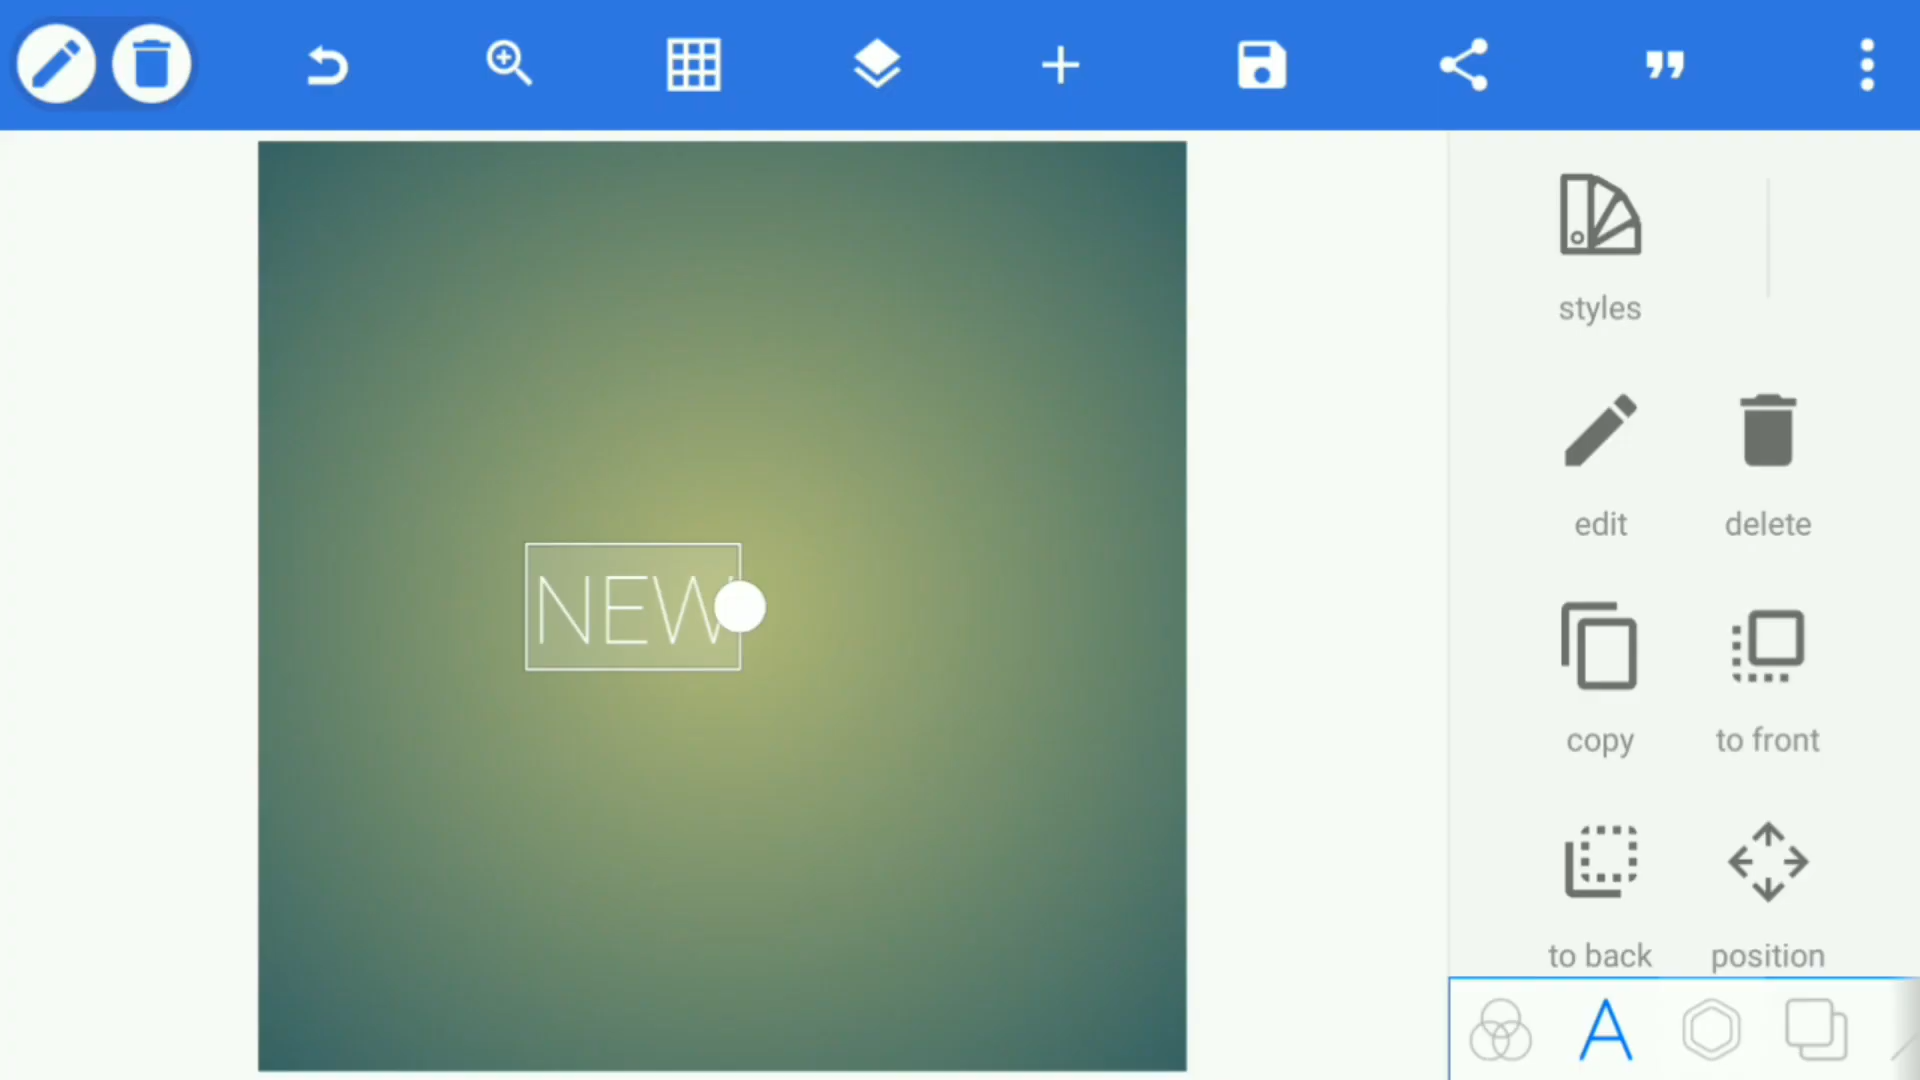 styles
NEW
edit
delete
copy
to front
to back
position